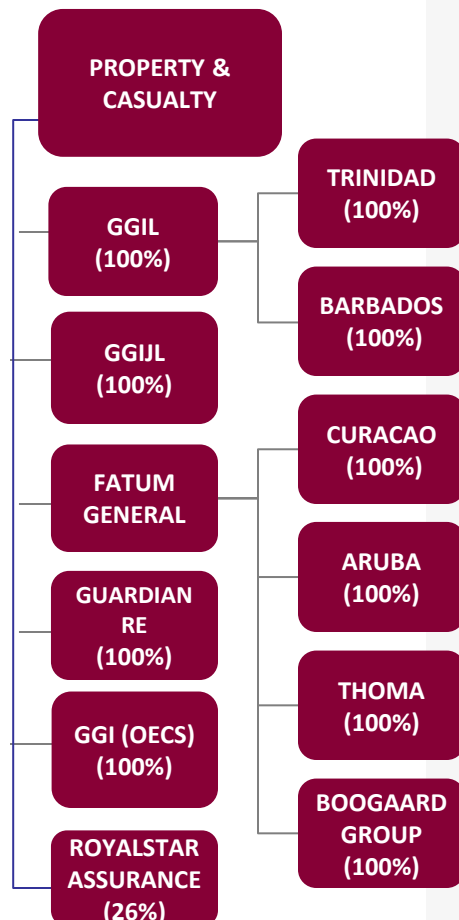 PROPERTY &
CASUALTY
GGIL
(100%)
TRINIDAD
(100%)
BARBADOS
(100%)
GGIJL
(100%)
FATUM
GENERAL
CURACAO
(100%)
ARUBA
(100%)
THOMA
(100%)
BOOGAARD
GROUP
(100%)
GUARDIAN
RE
(100%)
GGI (OECS)
(100%)
ROYALSTAR
ASSURANCE
(26%)